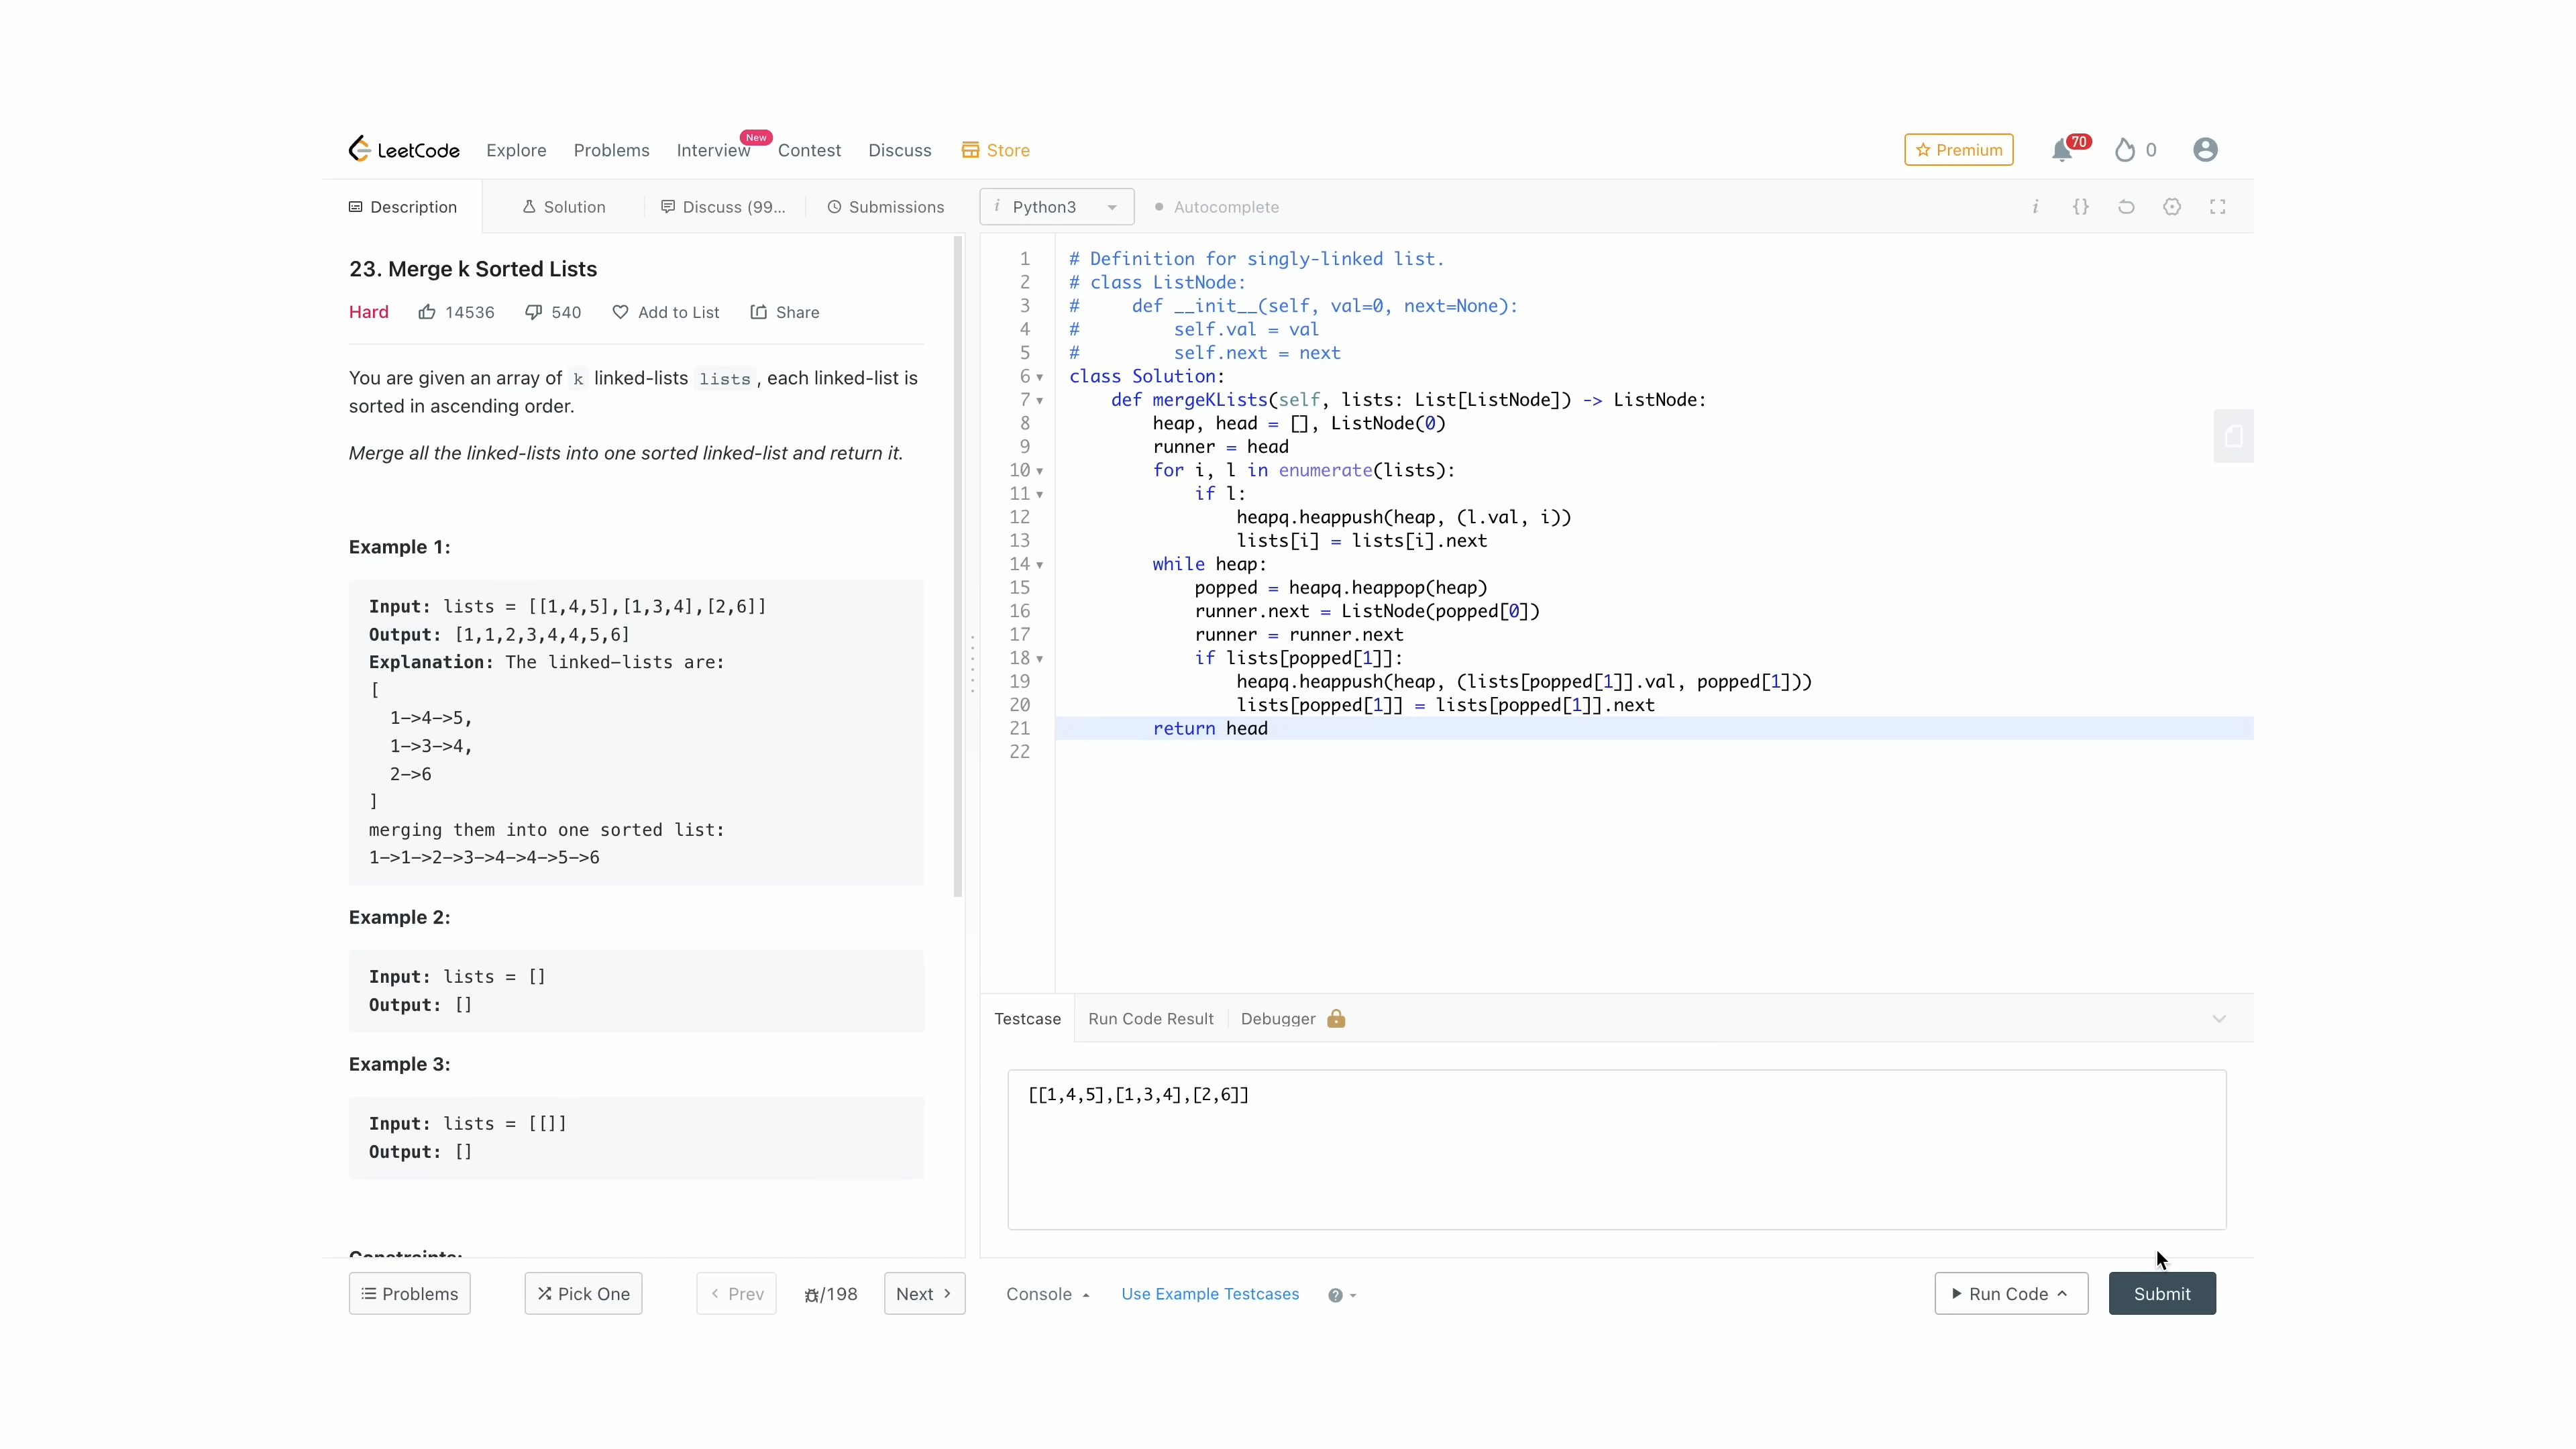 LeetCode Explore Problems Interview New Contest Discuss Store Premium 70 0
Description Solution Discuss (99... Submissions
i Python3 Autocomplete i {}
23. Merge k Sorted Lists
Hard 14536 540 Add to List Share
You are given an array of k linked-lists lists, each linked-list is
sorted in ascending order.
Merge all the linked-lists into one sorted linked-list and return it.
Example 1:
Input: lists = [[1,4,5],[1,3,4],[2,6]]
Output: [1,1,2,3,4,4,5,6]
Explanation: The linked-lists are:
[
  1->4->5,
  1->3->4,
  2->6
]
merging them into one sorted list:
1->1->2->3->4->4->5->6
Example 2:
Input: lists = []
Output: []
Example 3:
Input: lists = [[]]
Output: []
Constraints:
Problems Pick One Prev /198 Next
1 # Definition for singly-linked list.
2 # class ListNode:
3 #     def __init__(self, val=0, next=None):
4 #         self.val = val
5 #         self.next = next
6 class Solution:
7     def mergeKLists(self, lists: List[ListNode]) -> ListNode:
8         heap, head = [], ListNode(0)
9         runner = head
10         for i, l in enumerate(lists):
11             if l:
12                 heapq.heappush(heap, (l.val, i))
13                 lists[i] = lists[i].next
14         while heap:
15             popped = heapq.heappop(heap)
16             runner.next = ListNode(popped[0])
17             runner = runner.next
18             if lists[popped[1]]:
19                 heapq.heappush(heap, (lists[popped[1]].val, popped[1]))
20                 lists[popped[1]] = lists[popped[1]].next
21         return head
22
Testcase Run Code Result Debugger
[[1,4,5],[1,3,4],[2,6]]
Console Use Example Testcases ? Run Code Submit